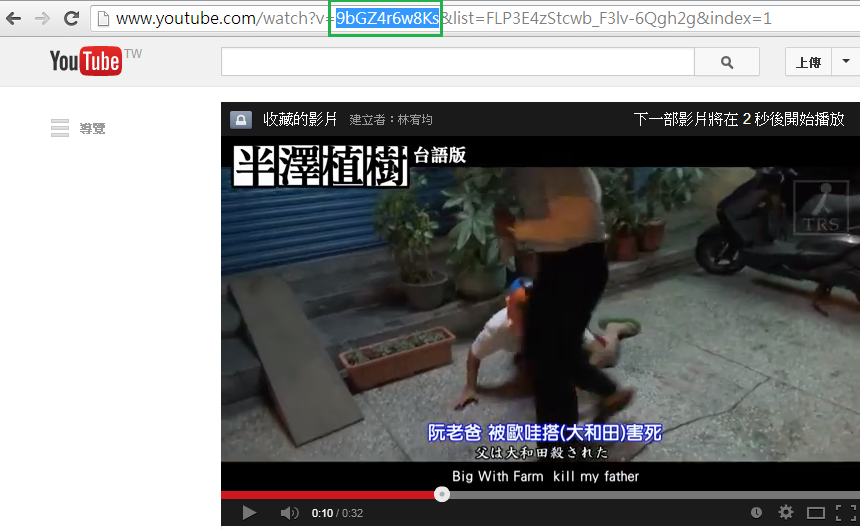 www.youtube.com/watch?v=9bGZ4r6w8Ks&list=FLP3E4zStcwb_F3lv-6Qgh2g&index=1
YouTube TW
上傳
導覽
收藏的影片 建立者：林宥均
下一部影片將在 2 秒後開始播放
半澤植樹 台語版
TRS
阮老爸 被歐哇搭(大和田)害死
父は大和田殺された
Big With Farm kill my father
0:10 / 0:32